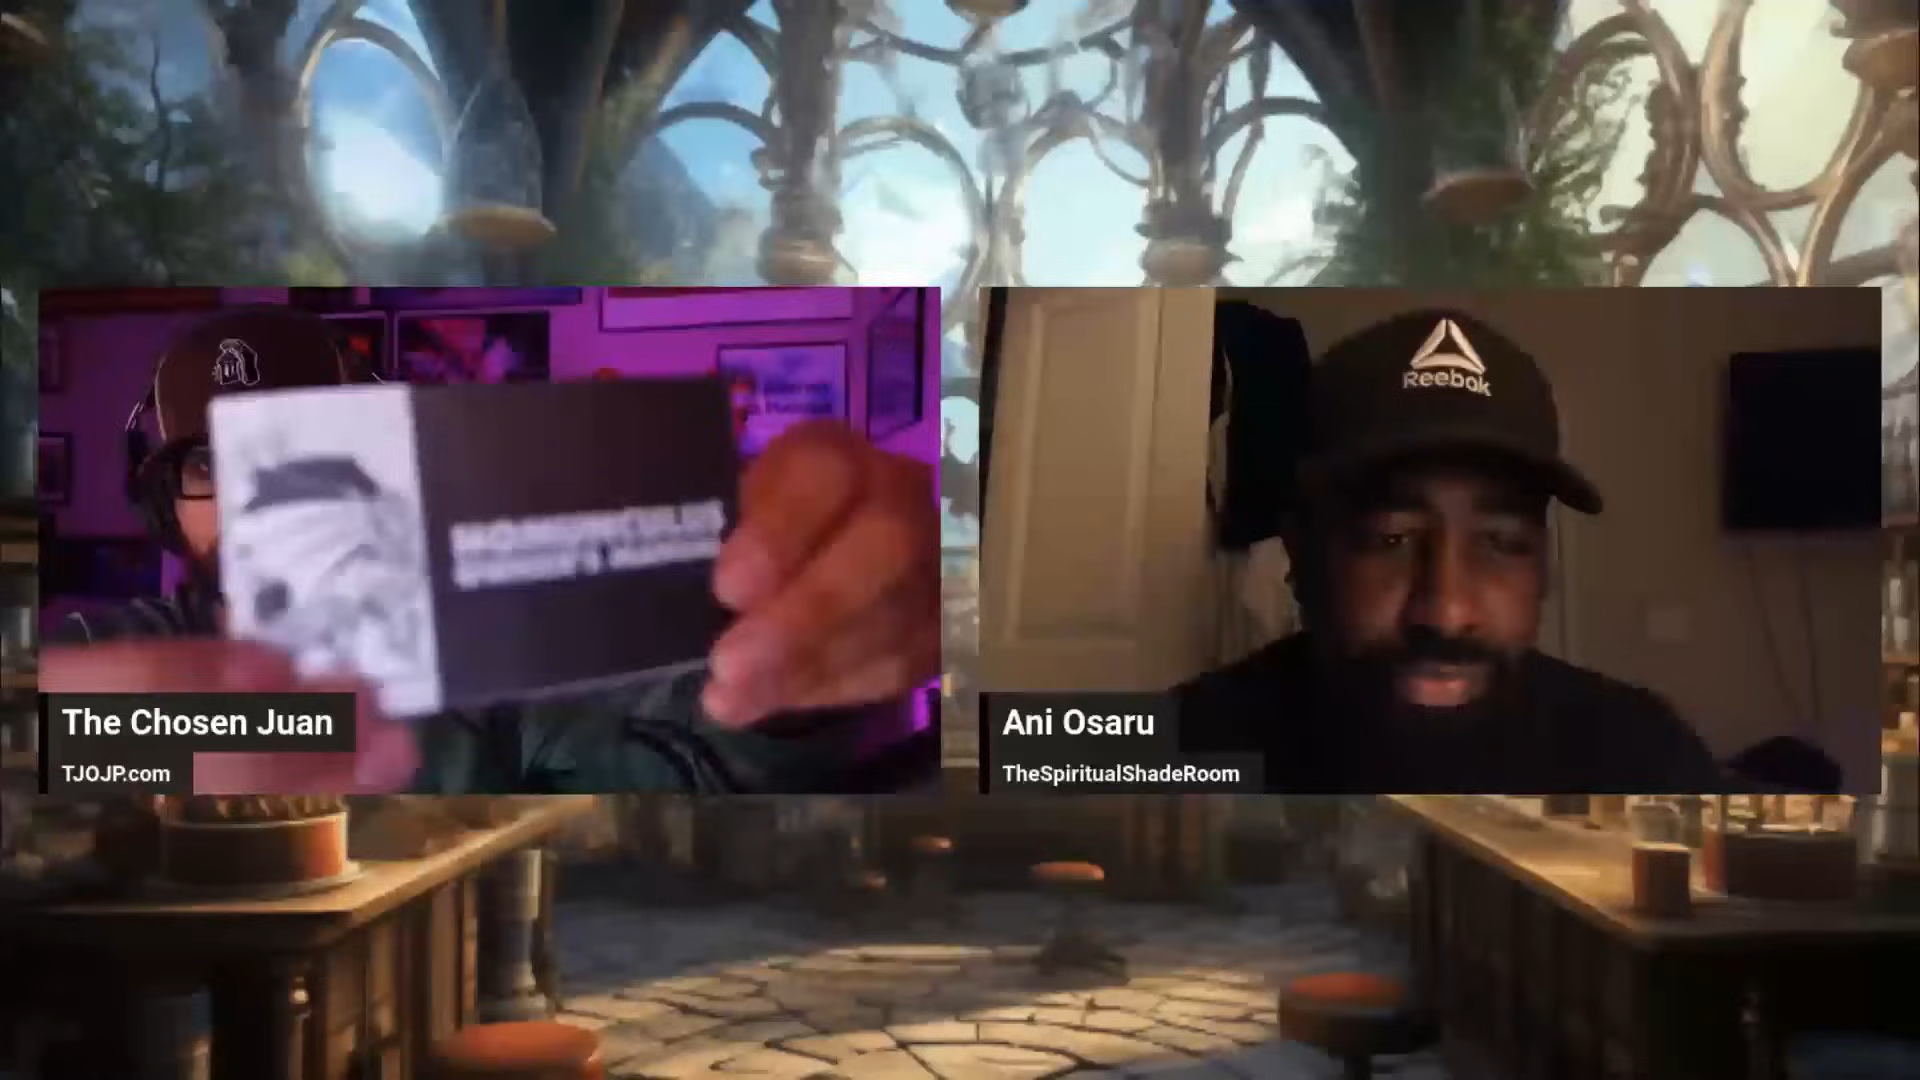 Reebok
The Chosen Juan
TJOJP.com
Ani Osaru
TheSpiritualShadeRoom